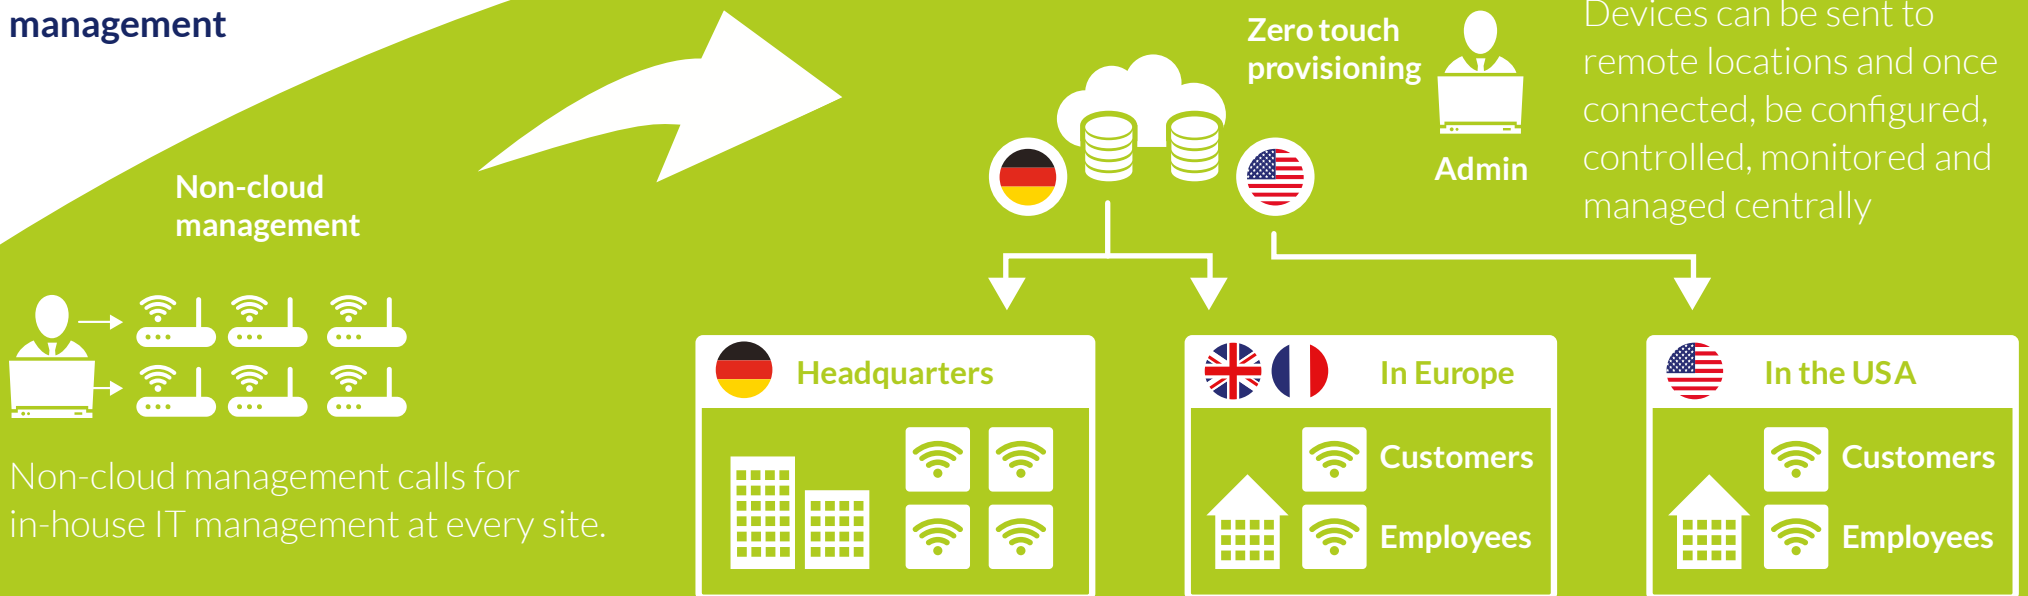 management
Non-cloud
management
Non-cloud management calls for
in-house IT management at every site.
Zero touch
provisioning
Admin
Devices can be sent to
remote locations and once
connected, be configured,
controlled, monitored and
managed centrally
Headquarters
In Europe
Customers
Employees
In the USA
Customers
Employees